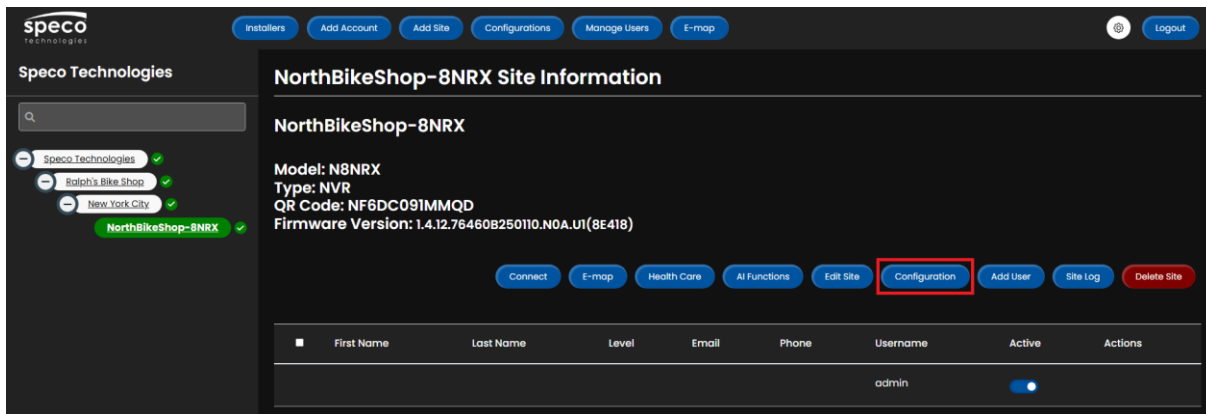 speco
technologies
Installers
Add Account
Add Site
Configurations
Manage Users
E-map
Logout
Speco Technologies
Speco Technologies
Ralph's Bike Shop
New York City
NorthBikeShop-8NRX
NorthBikeShop-8NRX Site Information
NorthBikeShop-8NRX
Model: N8NRX
Type: NVR
QR Code: NF6DC091MMQD
Firmware Version: 1.4.12.76460B250110.N0A.U1(8E418)
Connect
E-map
Health Care
AI Functions
Edit Site
Configuration
Add User
Site Log
Delete Site
First Name Last Name Level Email Phone Username Active Actions
admin